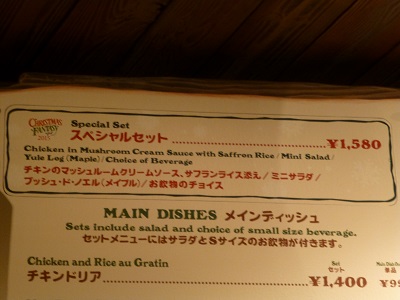 CHRISTMAS
FANTASY
2013
Special Set
スペシャルセット ¥1,580
Chicken in Mushroom Cream Sauce with Saffron Rice / Mini Salad/
Yule Log (Maple)/ Choice of Beverage
チキンのマッシュルームクリームソース、サフランライス添え / ミニサラダ /
ブッシュ・ド・ノエル (メイプル) / お飲物のチョイス
MAIN DISHES メインディッシュ
Sets include salad and choice of small size beverage.
セットメニューにはサラダとSサイズのお飲物が付きます。
Chicken and Rice au Gratin
チキンドリア
Set
セット
¥1,400
単品